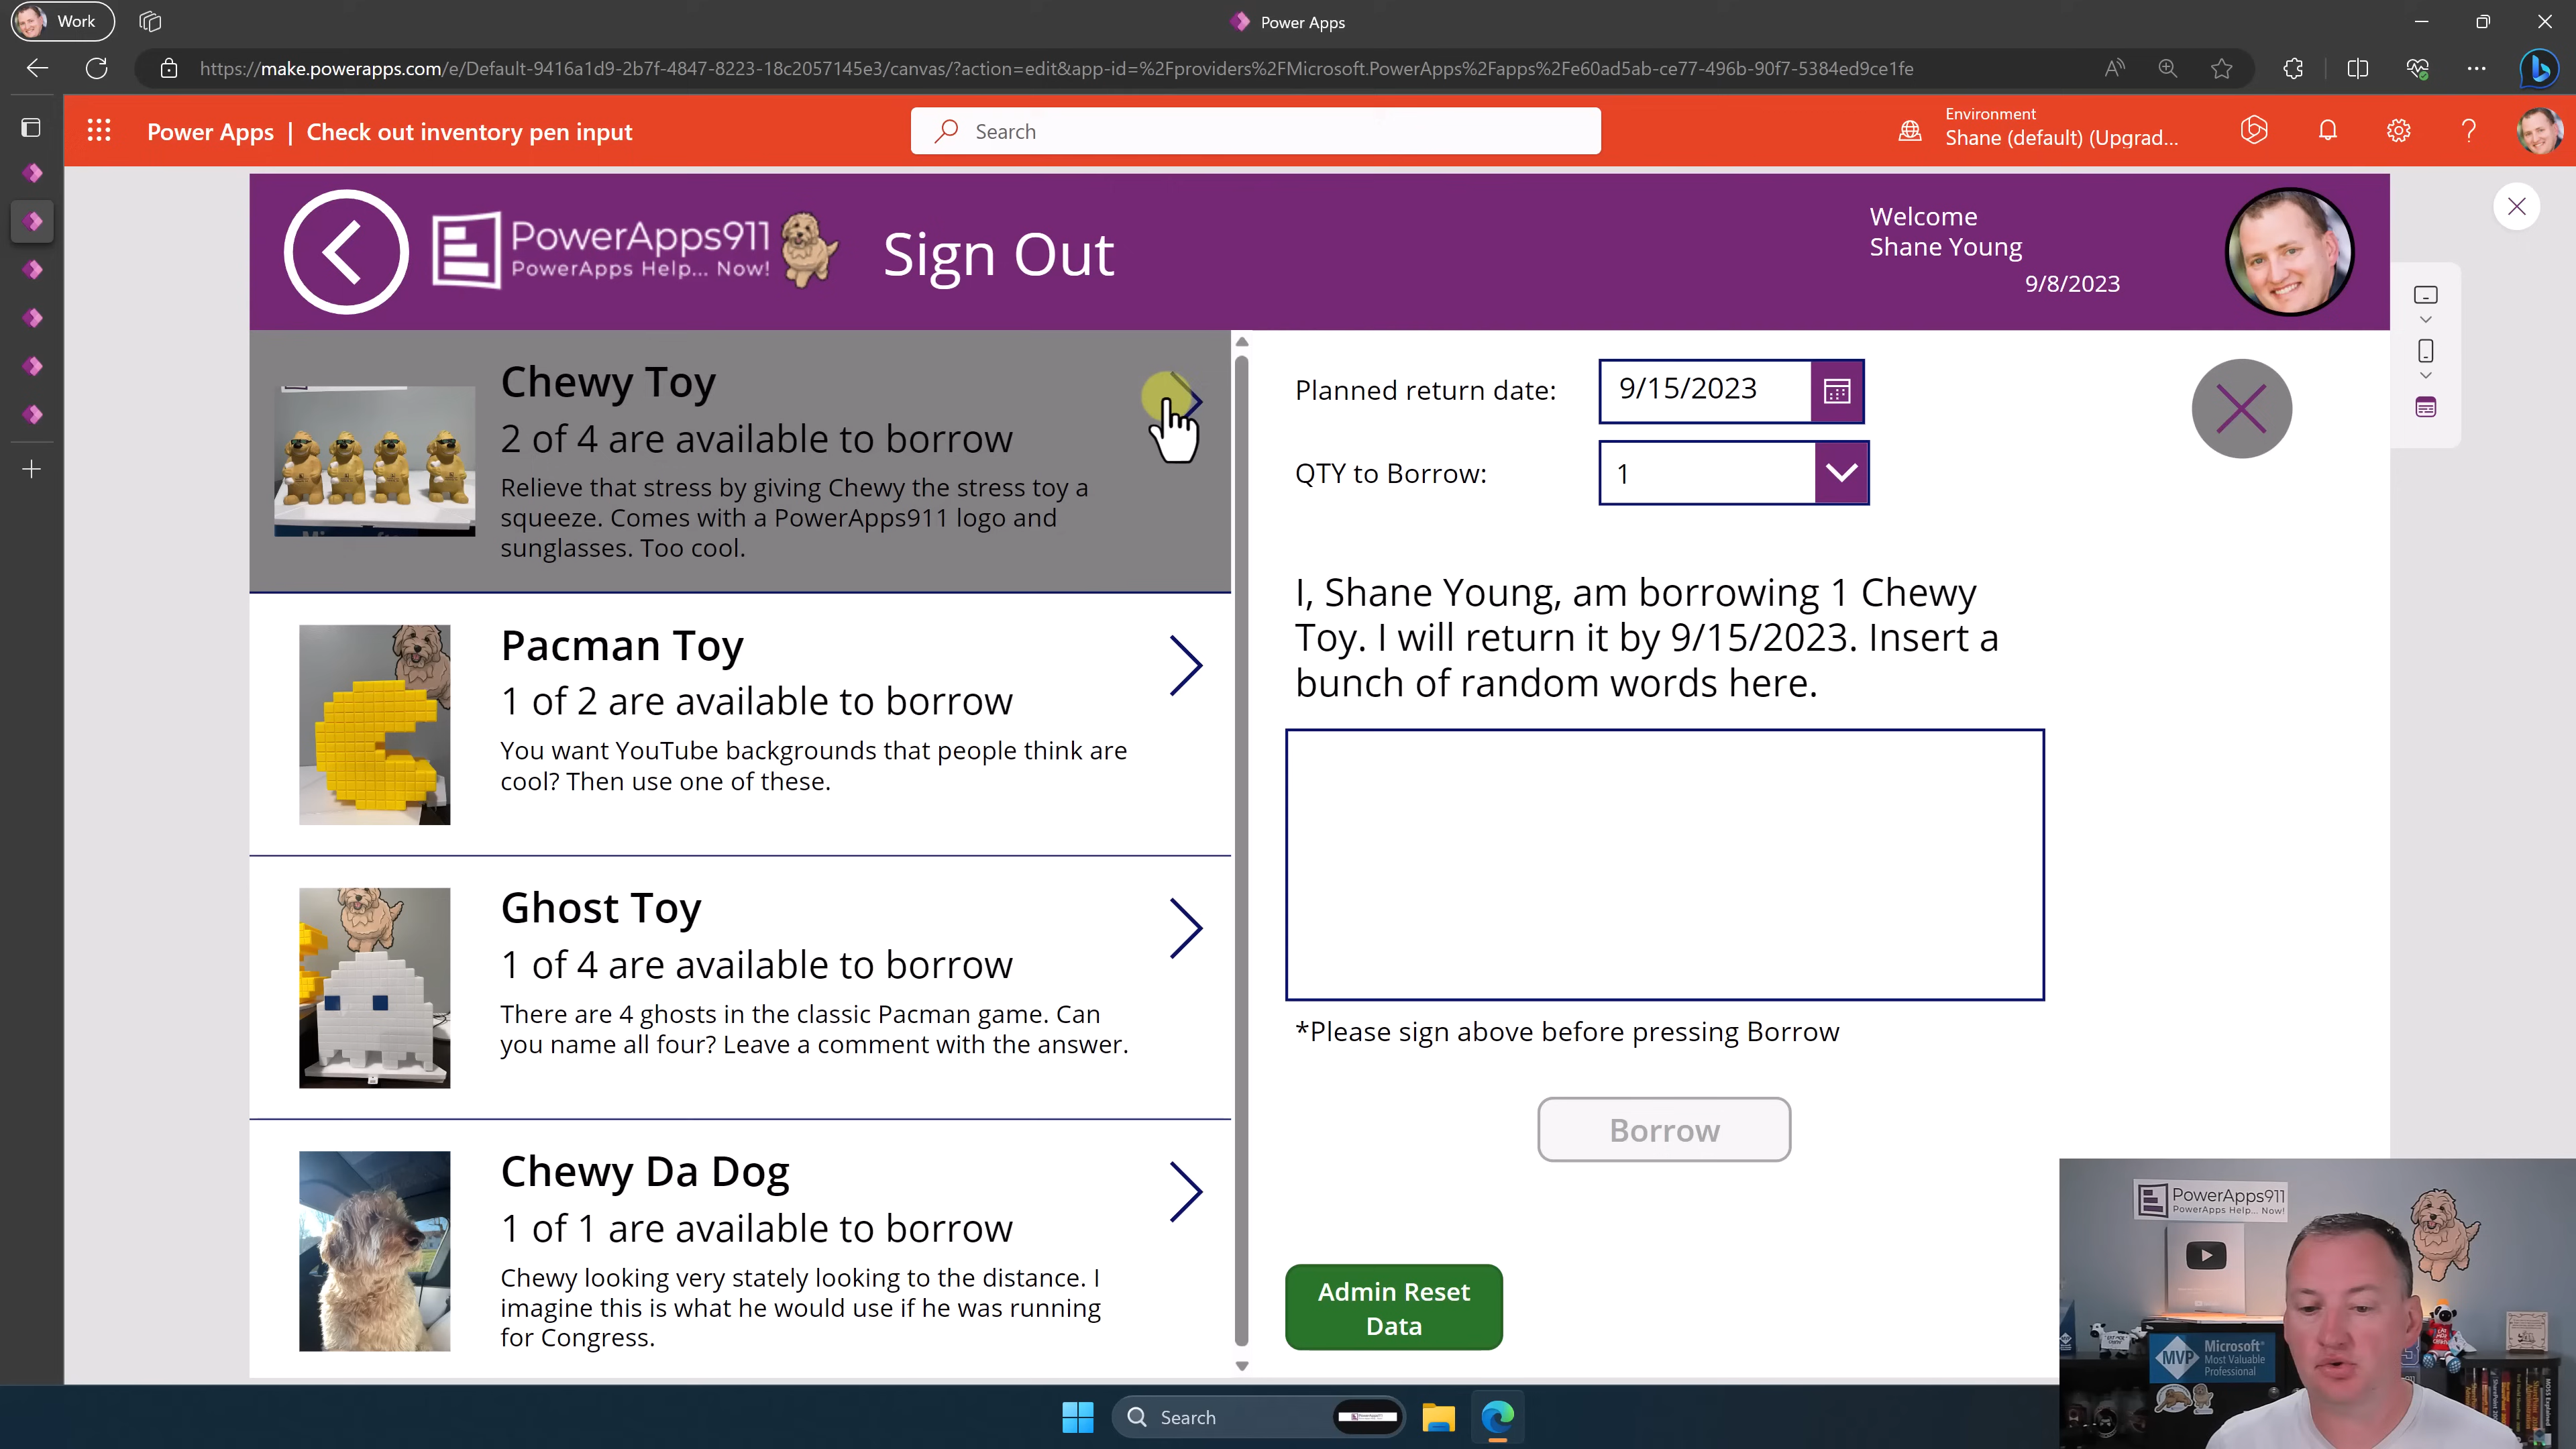 Work
Power Apps
https://make.powerapps.com/e/Default-9416a1d9-2b7f-4847-8223-18c2057145e3/canvas/?action=edit&app-id=%2Fproviders%2FMicrosoft.PowerApps%2Fapps%2Fe60ad5ab-ce77-496b-90f7-5384ed9ce1fe
Power Apps | Check out inventory pen input
Search
Environment
Shane (default) (Upgrad...
PowerApps911
PowerApps Help... Now!
Sign Out
Welcome
Shane Young
9/8/2023
Chewy Toy
2 of 4 are available to borrow
Relieve that stress by giving Chewy the stress toy a
squeeze. Comes with a PowerApps911 logo and
sunglasses. Too cool.
Pacman Toy
1 of 2 are available to borrow
You want YouTube backgrounds that people think are
cool? Then use one of these.
Ghost Toy
1 of 4 are available to borrow
There are 4 ghosts in the classic Pacman game. Can
you name all four? Leave a comment with the answer.
Chewy Da Dog
1 of 1 are available to borrow
Chewy looking very stately looking to the distance. I
imagine this is what he would use if he was running
for Congress.
Planned return date:
9/15/2023
QTY to Borrow:
1
I, Shane Young, am borrowing 1 Chewy
Toy. I will return it by 9/15/2023. Insert a
bunch of random words here.
*Please sign above before pressing Borrow
Borrow
Admin Reset
Data
PowerApps911
PowerApps Help... Now!
MVP
Microsoft
Most Valuable
Professional
Search